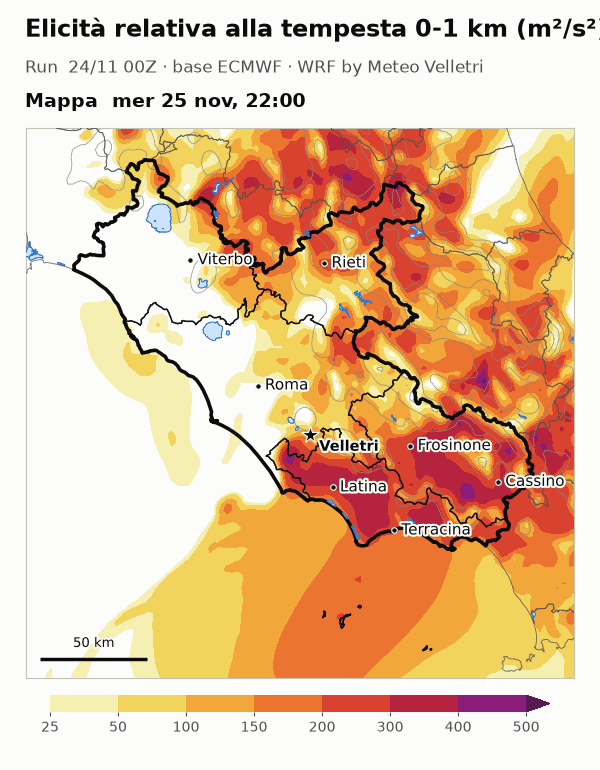 Elicità relativa alla tempesta 0-1 km (m²/s²)
Run 24/11 00Z · base ECMWF · WRF by Meteo Velletri
Mappa mer 25 nov, 22:00
Viterbo
Rieti
Roma
Velletri
Frosinone
Cassino
Latina
Terracina
50 km
25 50 100 150 200 300 400 500